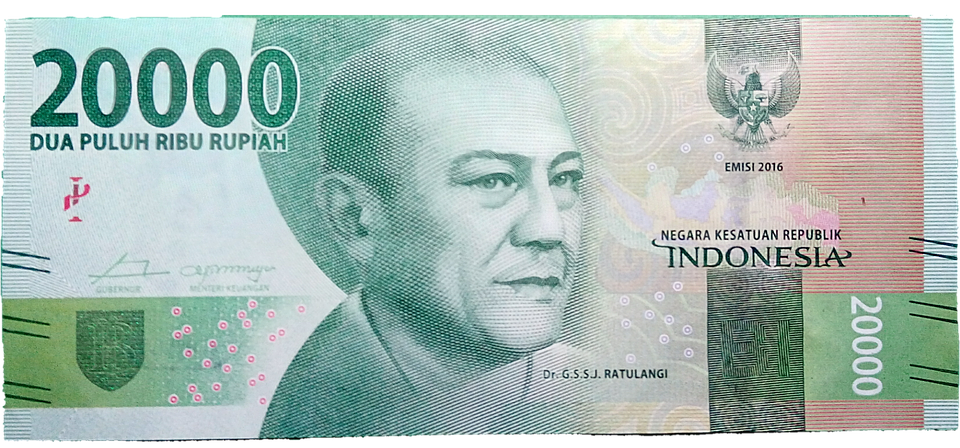 20000
DUA PULUH RIBU RUPIAH
EMISI 2016
NEGARA KESATUAN REPUBLIK
INDONESIA
GUBERNUR
MENTERI KEUANGAN
20000
Dr. G.S.S.J. RATULANGI